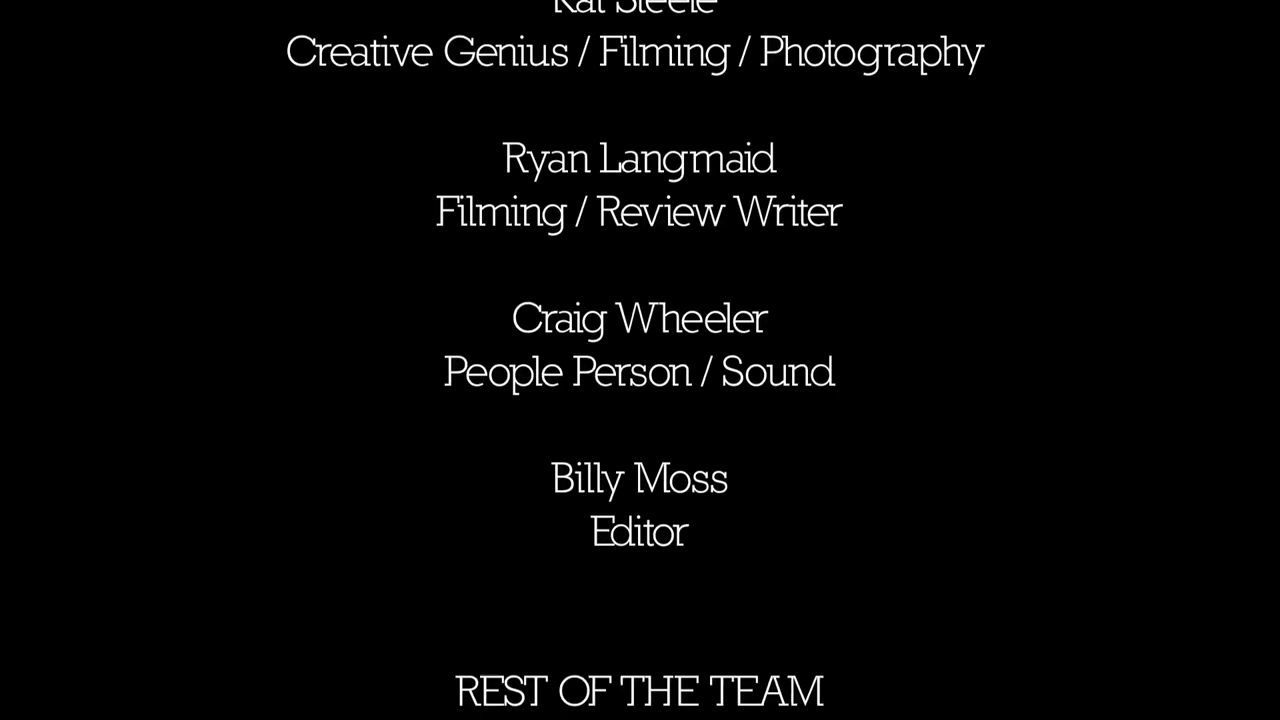 Steele
Creative Genius / Filming / Photography
Ryan Langmaid
Filming / Review Writer
Craig Wheeler
People Person / Sound
Billy Moss
Editor
REST OF THE TEAM